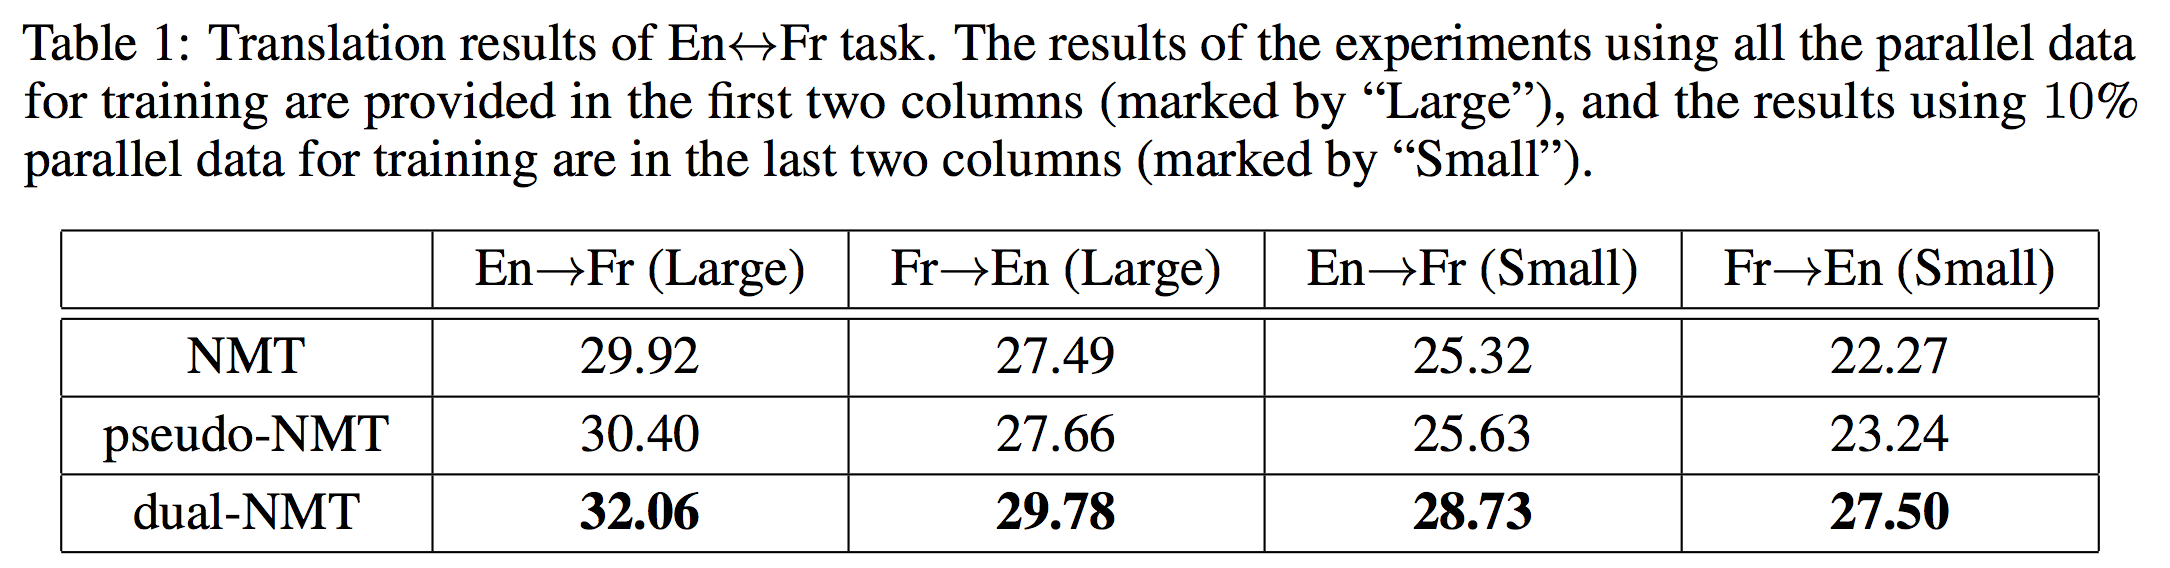 Table 1: Translation results of En↔Fr task. The results of the experiments using all the parallel data
for training are provided in the first two columns (marked by “Large”), and the results using 10%
parallel data for training are in the last two columns (marked by “Small”).
En→Fr (Large) Fr→En (Large) En→Fr (Small) Fr→En (Small)
NMT 29.92 27.49 25.32 22.27
pseudo-NMT 30.40 27.66 25.63 23.24
dual-NMT 32.06 29.78 28.73 27.50